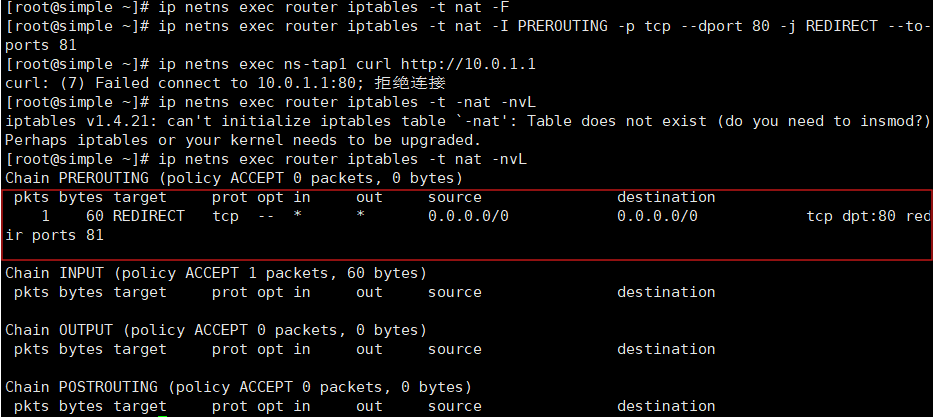 [root@simple ~]# ip netns exec router iptables -t nat -F
[root@simple ~]# ip netns exec router iptables -t nat -I PREROUTING -p tcp --dport 80 -j REDIRECT --to-
ports 81
[root@simple ~]# ip netns exec ns-tap1 curl http://10.0.1.1
curl: (7) Failed connect to 10.0.1.1:80; 拒绝连接
[root@simple ~]# ip netns exec router iptables -t -nat -nvL
iptables v1.4.21: can't initialize iptables table `-nat': Table does not exist (do you need to insmod?)
Perhaps iptables or your kernel needs to be upgraded.
[root@simple ~]# ip netns exec router iptables -t nat -nvL
Chain PREROUTING (policy ACCEPT 0 packets, 0 bytes)
 pkts bytes target     prot opt in     out     source               destination
    1    60 REDIRECT   tcp  --  *      *       0.0.0.0/0            0.0.0.0/0            tcp dpt:80 red
ir ports 81
Chain INPUT (policy ACCEPT 1 packets, 60 bytes)
 pkts bytes target     prot opt in     out     source               destination
Chain OUTPUT (policy ACCEPT 0 packets, 0 bytes)
 pkts bytes target     prot opt in     out     source               destination
Chain POSTROUTING (policy ACCEPT 0 packets, 0 bytes)
 pkts bytes target     prot opt in     out     source               destination